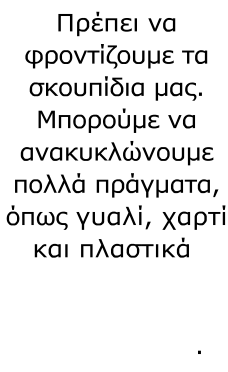 Πρέπει να
φροντίζουμε τα
σκουπίδια μας.
Μπορούμε να
ανακυκλώνουμε
πολλά πράγματα,
όπως γυαλί, χαρτί
και πλαστικά
.